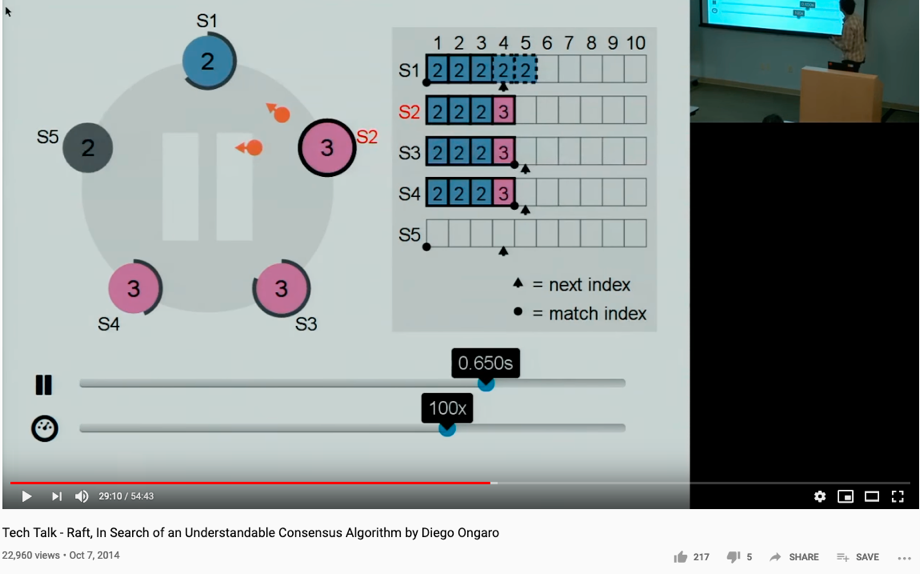 S1
2
S5
2
3
S2
3
S4
3
S3
1 2 3 4 5 6 7 8 9 10
S1 2 2 2 2 2
S2 2 2 2 3
S3 2 2 2 3
S4 2 2 2 3
S5
= next index
= match index
0.650s
100x
29:10 / 54:43
Tech Talk - Raft, In Search of an Understandable Consensus Algorithm by Diego Ongaro
22,960 views • Oct 7, 2014
217 5 SHARE SAVE